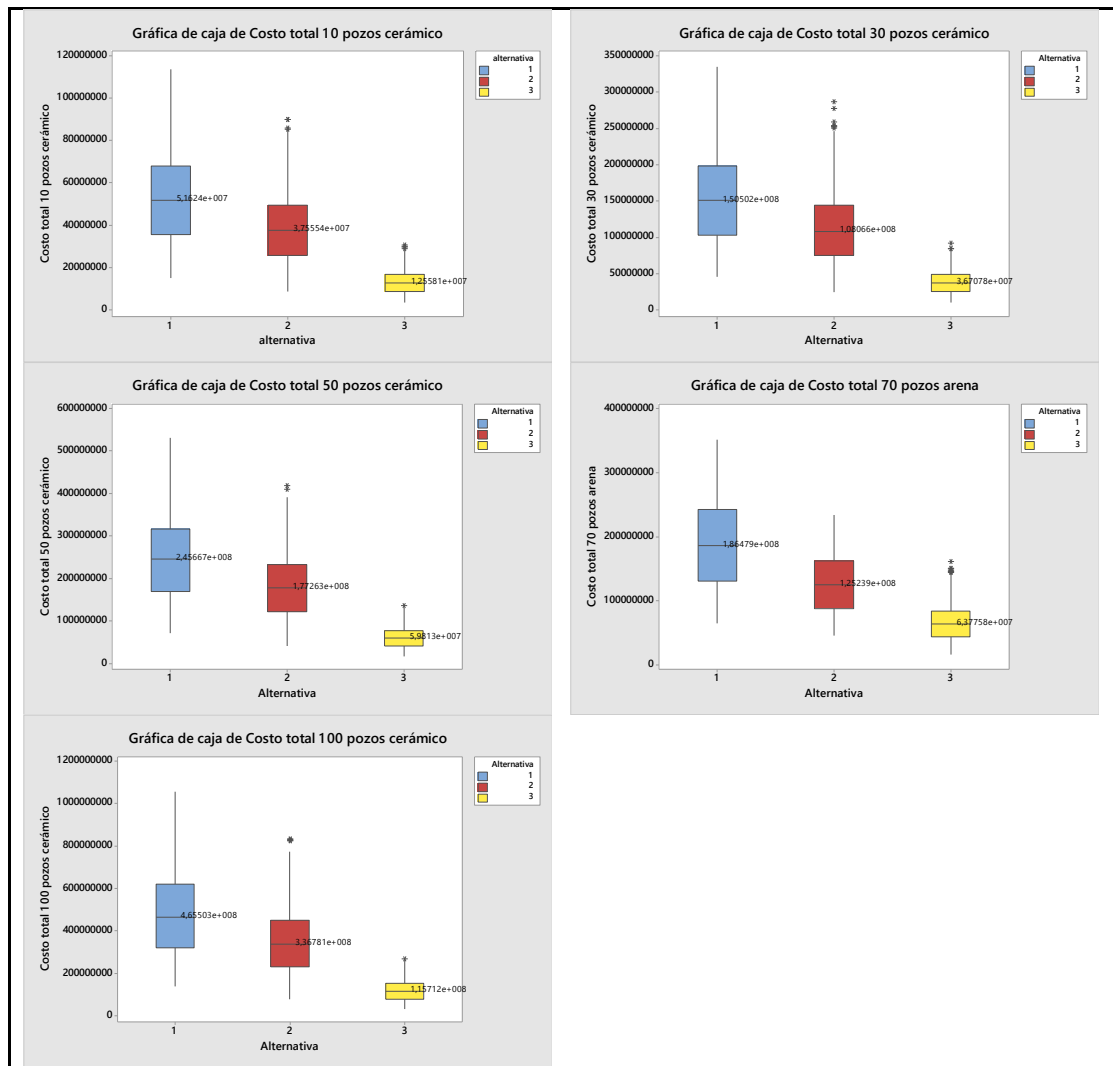 Gráfica de caja de Costo total 10 pozos cerámico
Costo total 10 pozos cerámico
120000000
100000000
80000000
60000000
40000000
20000000
0
5,1624e+007
3,75554e+007
1,25581e+007
1 2 3
alternativa
alternativa
1
2
3
Gráfica de caja de Costo total 30 pozos cerámico
Costo total 30 pozos cerámico
350000000
300000000
250000000
200000000
150000000
100000000
50000000
0
1,50502e+008
1,08066e+008
3,67078e+007
1 2 3
Alternativa
Alternativa
1
2
3
Gráfica de caja de Costo total 50 pozos cerámico
Costo total 50 pozos cerámico
600000000
500000000
400000000
300000000
200000000
100000000
0
2,45667e+008
1,77263e+008
5,9813e+007
1 2 3
Alternativa
Alternativa
1
2
3
Gráfica de caja de Costo total 70 pozos arena
Costo total 70 pozos arena
400000000
300000000
200000000
100000000
0
1,86479e+008
1,25239e+008
6,37758e+007
1 2 3
Alternativa
Alternativa
1
2
3
Gráfica de caja de Costo total 100 pozos cerámico
Costo total 100 pozos cerámico
1200000000
1000000000
800000000
600000000
400000000
200000000
0
4,65503e+008
3,36781e+008
1,15712e+008
1 2 3
Alternativa
Alternativa
1
2
3